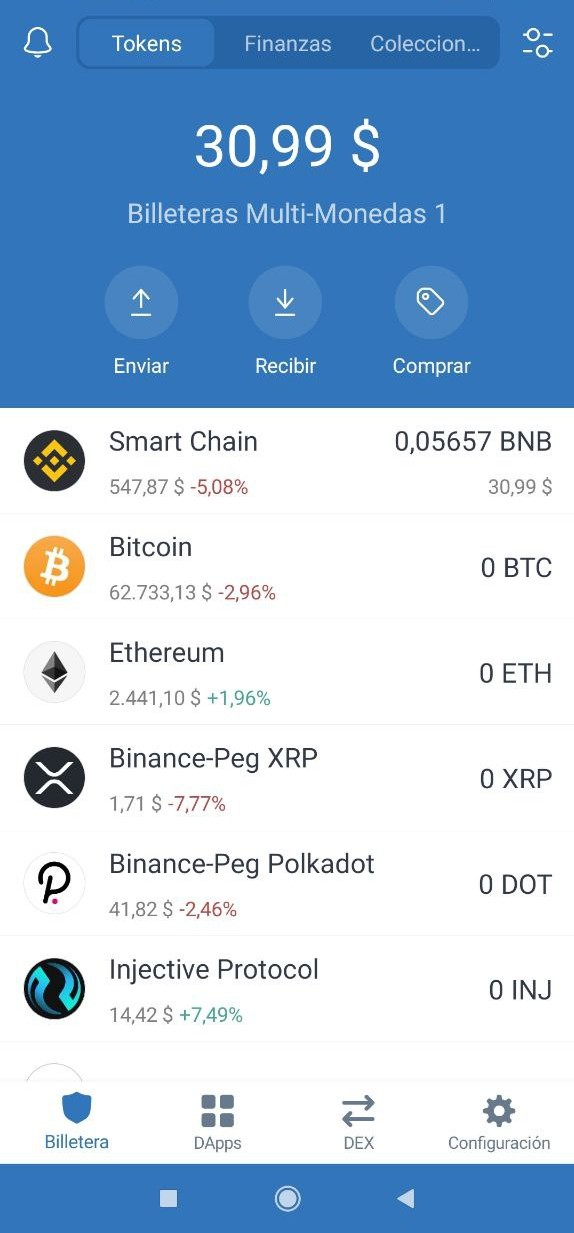 Tokens
Finanzas
Coleccion...
30,99 $
Billeteras Multi-Monedas 1
Enviar
Recibir
Comprar
Smart Chain
0,05657 BNB
547,87 $ -5,08%
30,99 $
Bitcoin
0 BTC
62.733,13 $ -2,96%
Ethereum
0 ETH
2.441,10 $ +1,96%
Binance-Peg XRP
0 XRP
1,71 $ -7,77%
Binance-Peg Polkadot
0 DOT
41,82 $ -2,46%
Injective Protocol
0 INJ
14,42 $ +7,49%
Billetera
DApps
DEX
Configuración